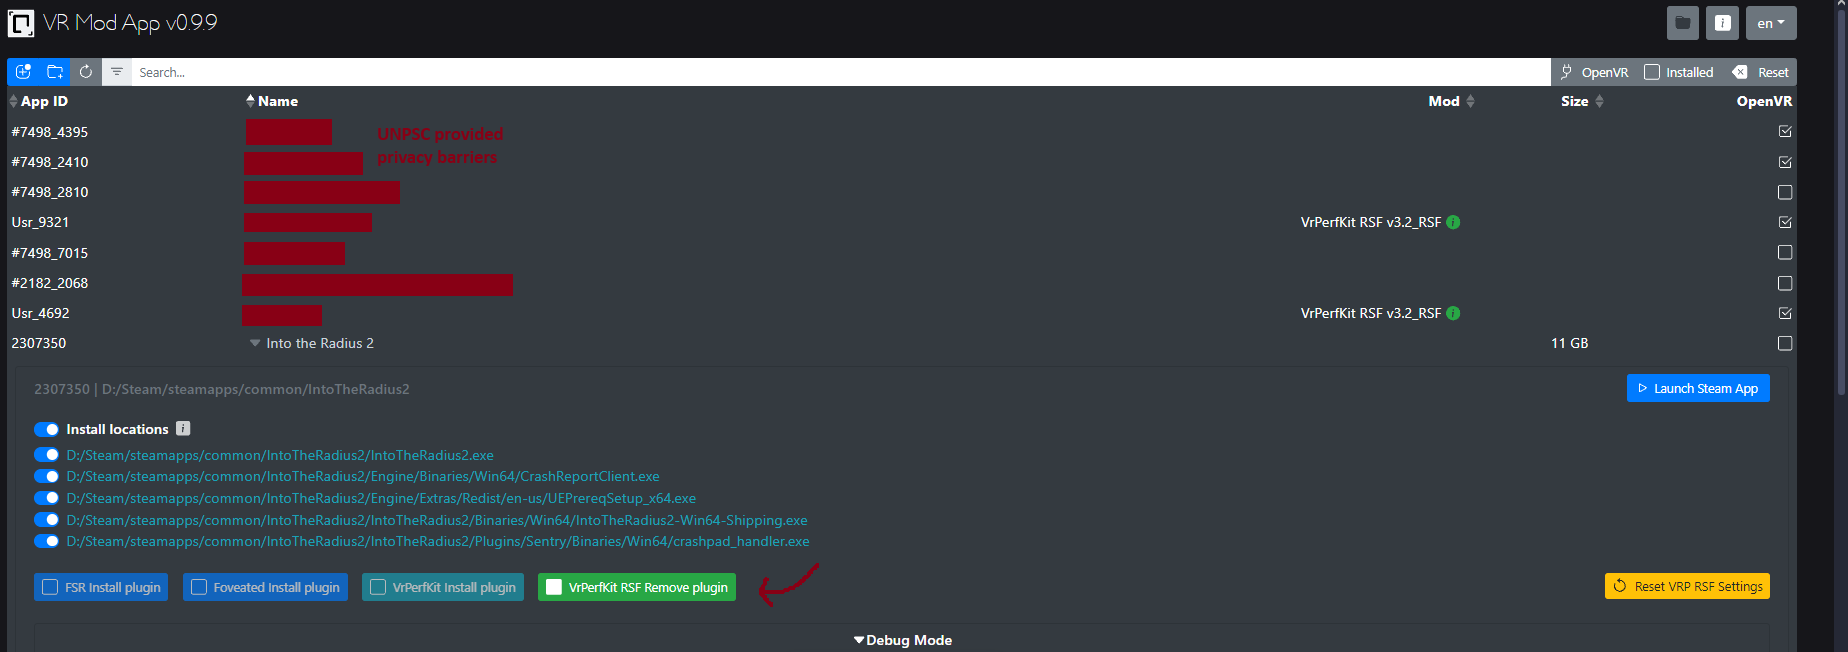 VR Mod App v0.9.9
en
Search...
OpenVR Installed Reset
App ID Name Mod Size OpenVR
#7498_4395
UNPSC provided
privacy barriers
#7498_2410
#7498_2810
Usr_9321 VrPerfKit RSF v3.2_RSF
#7498_7015
#2182_2068
Usr_4692 VrPerfKit RSF v3.2_RSF
2307350 Into the Radius 2 11 GB
2307350 | D:/Steam/steamapps/common/IntoTheRadius2 Launch Steam App
Install locations
D:/Steam/steamapps/common/IntoTheRadius2/IntoTheRadius2.exe
D:/Steam/steamapps/common/IntoTheRadius2/Engine/Binaries/Win64/CrashReportClient.exe
D:/Steam/steamapps/common/IntoTheRadius2/Engine/Extras/Redist/en-us/UEPrereqSetup_x64.exe
D:/Steam/steamapps/common/IntoTheRadius2/IntoTheRadius2/Binaries/Win64/IntoTheRadius2-Win64-Shipping.exe
D:/Steam/steamapps/common/IntoTheRadius2/IntoTheRadius2/Plugins/Sentry/Binaries/Win64/crashpad_handler.exe
FSR Install plugin Foveated Install plugin VrPerfKit Install plugin VrPerfKit RSF Remove plugin Reset VRP RSF Settings
Debug Mode